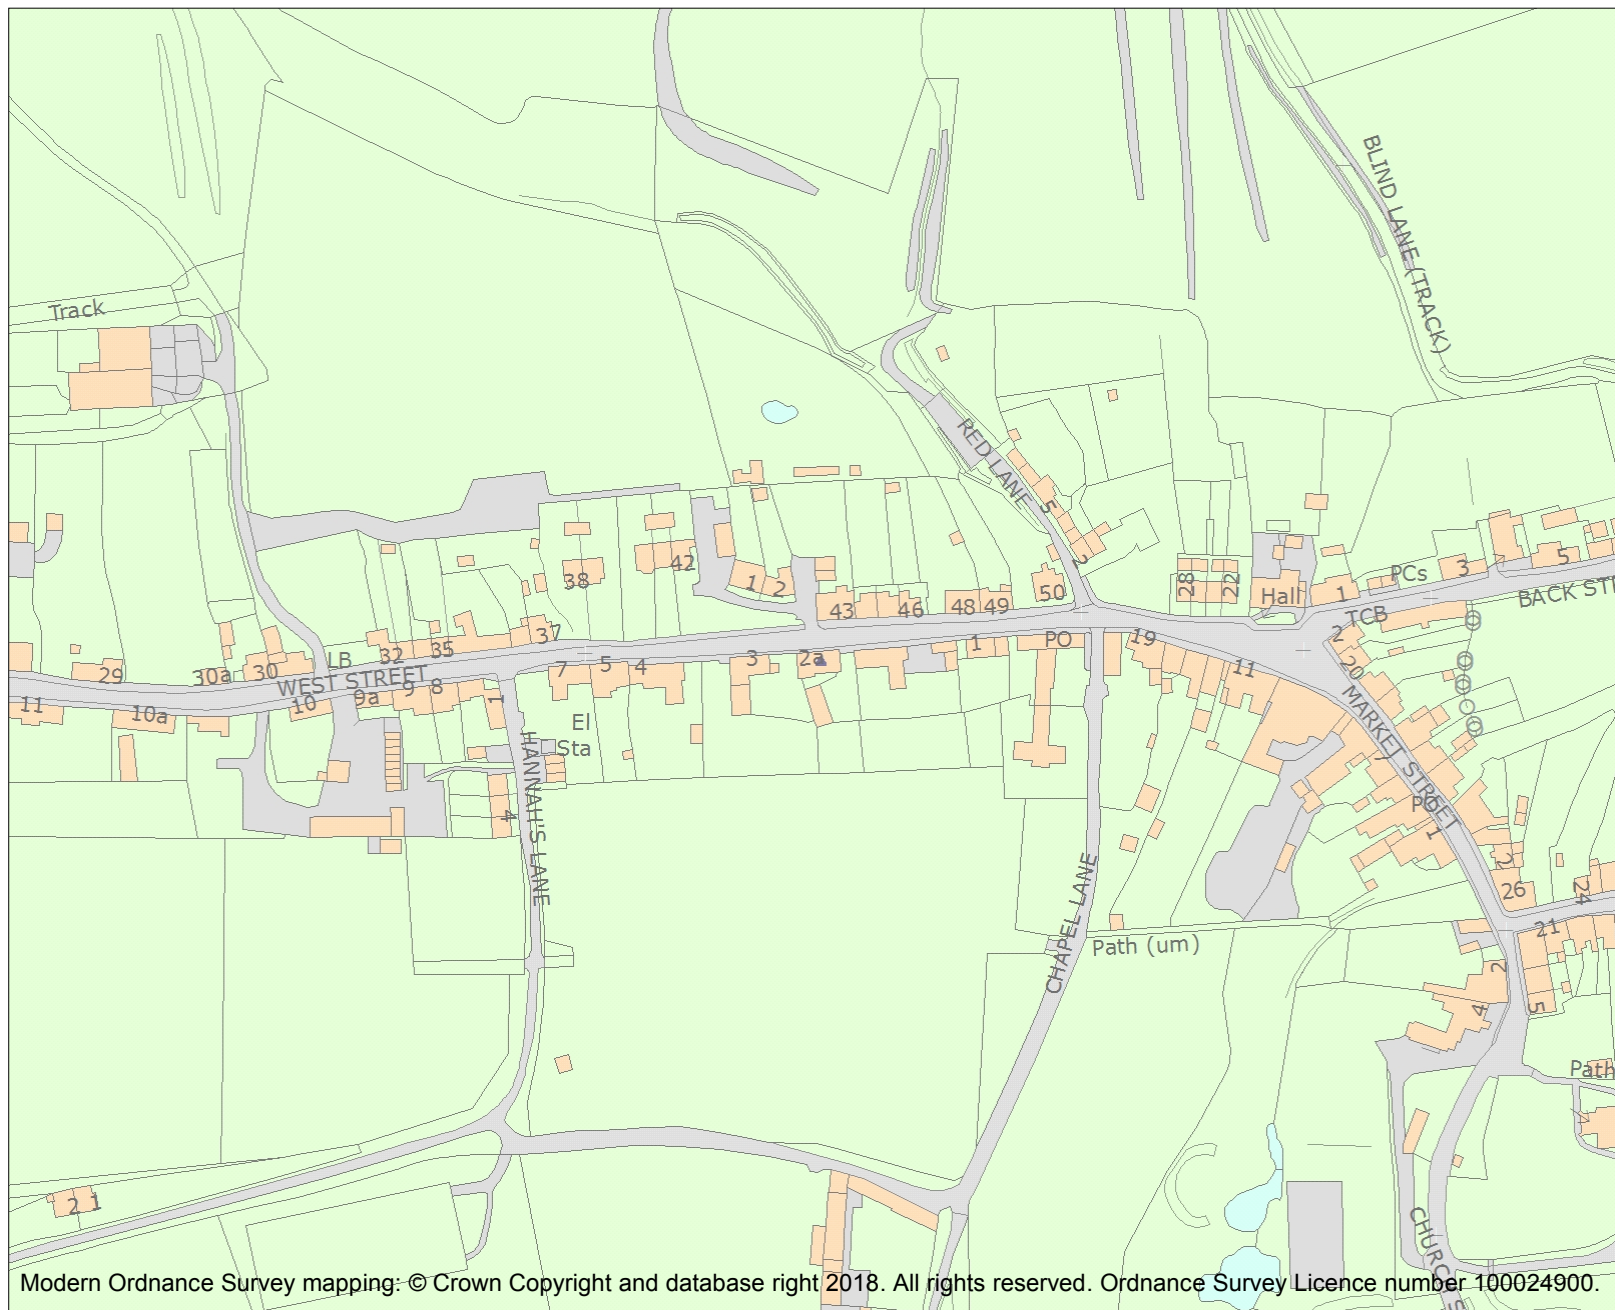 BLIND LANE (TRACK)
Track
RED LANE
5
2
28
22
Hall
1
PCs
3
5
BACK ST
TCB
38
42
1
2
43
46
48
49
50
PO
19
11
2
20
37
35
32
LB
30
30a
29
WEST STREET
11
10a
10
9a
9
8
1
7
5
4
3
2a
1
El
Sta
HANNAH'S LANE
4
MARKET STREET
7
1
2
26
24
21
CHAPEL LANE
Path (um)
2
4
5
Path
2 1
CHURCH S
Modern Ordnance Survey mapping: © Crown Copyright and database right 2018. All rights reserved. Ordnance Survey Licence number 100024900.